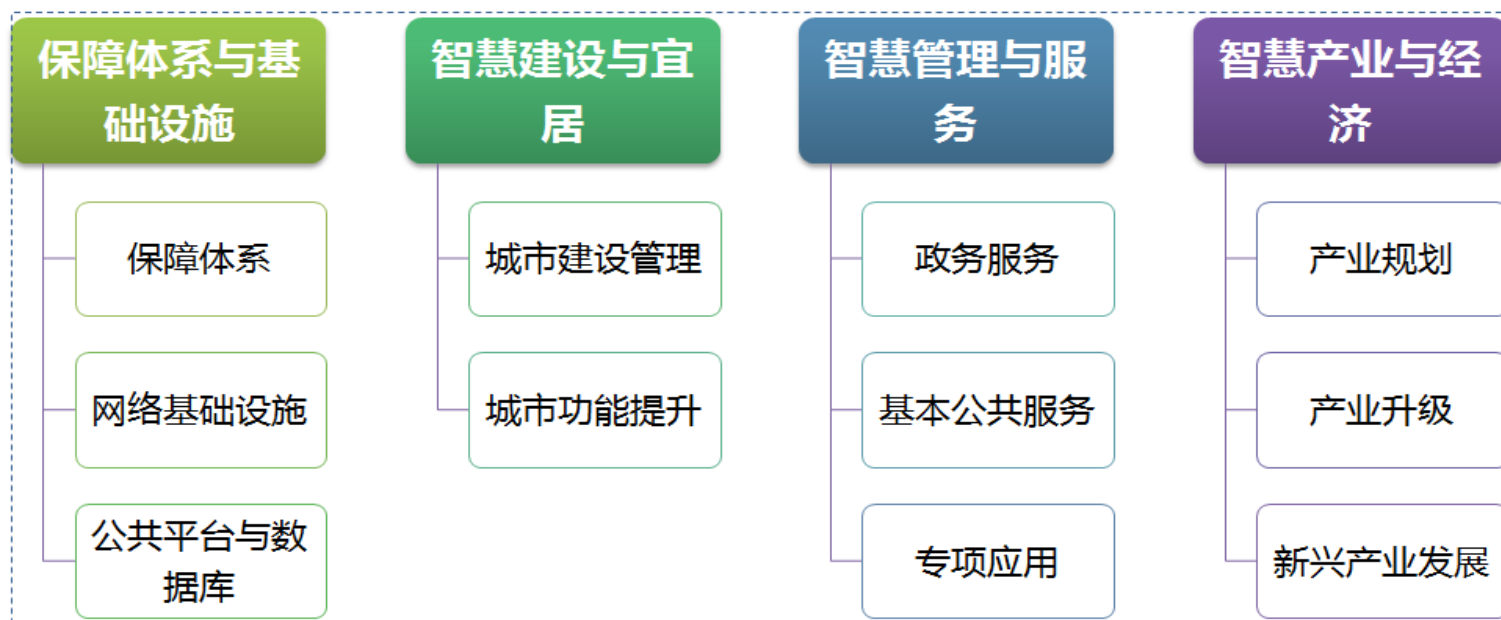 保障体系与基
础设施
保障体系
网络基础设施
公共平台与数
据库
智慧建设与宜
居
城市建设管理
城市功能提升
智慧管理与服
务
政务服务
基本公共服务
专项应用
智慧产业与经
济
产业规划
产业升级
新兴产业发展